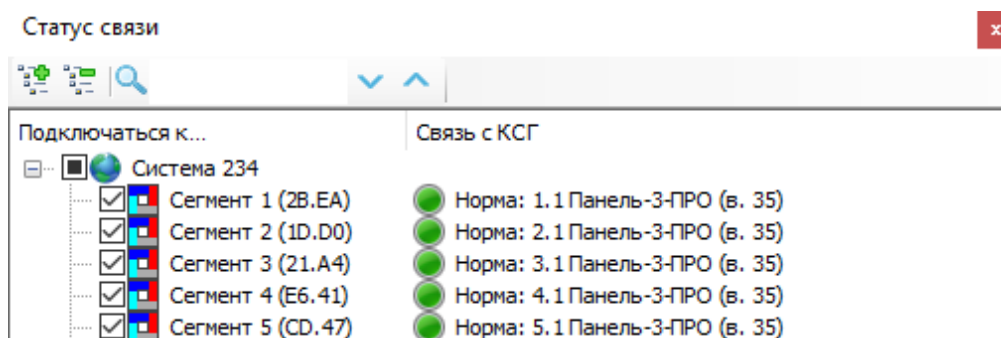 Статус связи
Подключаться к... Связь с КСГ
Система 234
Сегмент 1 (2B.EA) Норма: 1.1 Панель-3-ПРО (в. 35)
Сегмент 2 (1D.D0) Норма: 2.1 Панель-3-ПРО (в. 35)
Сегмент 3 (21.A4) Норма: 3.1 Панель-3-ПРО (в. 35)
Сегмент 4 (E6.41) Норма: 4.1 Панель-3-ПРО (в. 35)
Сегмент 5 (CD.47) Норма: 5.1 Панель-3-ПРО (в. 35)